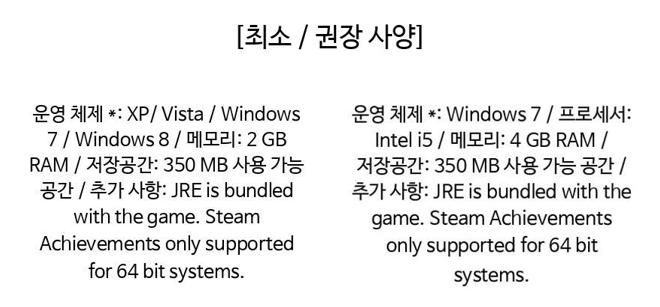 [최소 / 권장 사양]
운영 체제 *: XP/ Vista / Windows
7 / Windows 8 / 메모리: 2 GB
RAM / 저장공간: 350 MB 사용 가능
공간 / 추가 사항: JRE is bundled
with the game. Steam
Achievements only supported
for 64 bit systems.
운영 체제 *: Windows 7 / 프로세서:
Intel i5 / 메모리: 4 GB RAM /
저장공간: 350 MB 사용 가능 공간 /
추가 사항: JRE is bundled with the
game. Steam Achievements
only supported for 64 bit
systems.